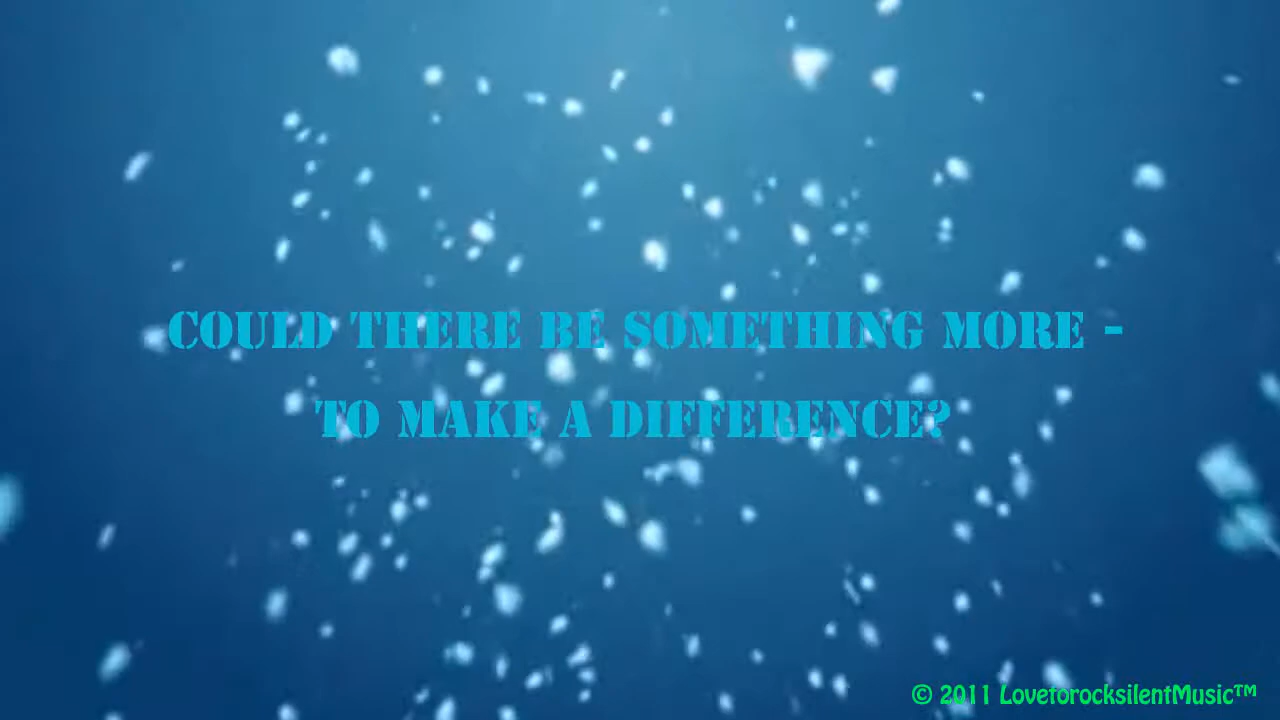 COULD THERE BE SOMETHING MORE -
TO MAKE A DIFFERENCE?
© 2011 LovetorocksilentMusic™